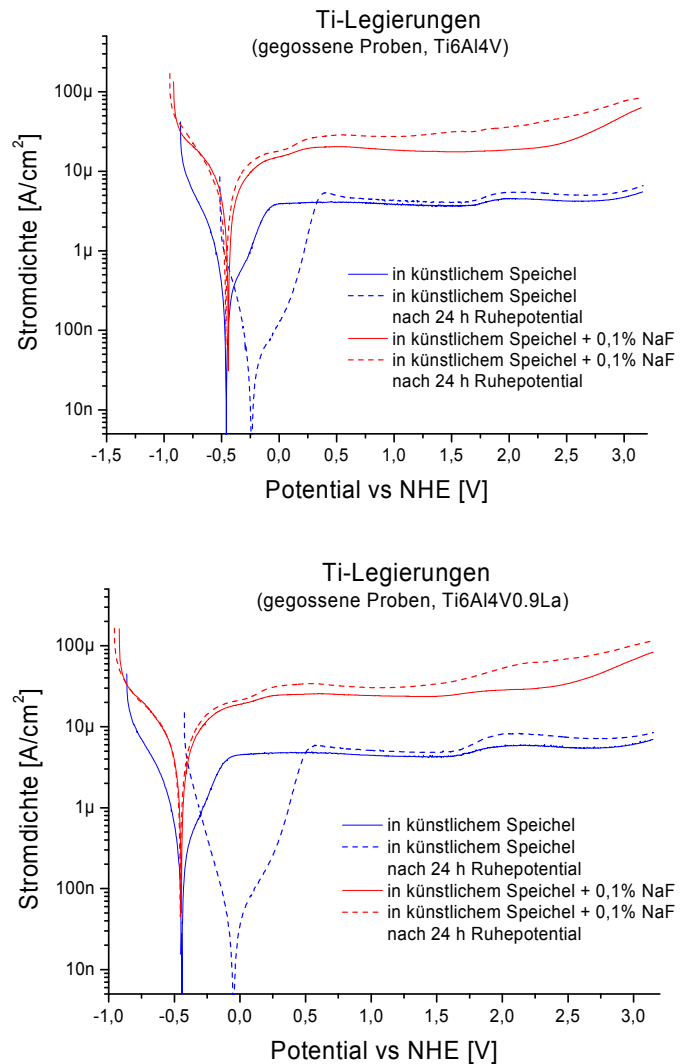 Ti-Legierungen
(gegossene Proben, Ti6Al4V)
Stromdichte [A/cm²]
100µ
10µ
1µ
100n
10n
in künstlichem Speichel
in künstlichem Speichel
nach 24 h Ruhepotential
in künstlichem Speichel + 0,1% NaF
in künstlichem Speichel + 0,1% NaF
nach 24 h Ruhepotential
-1,5 -1,0 -0,5 0,0 0,5 1,0 1,5 2,0 2,5 3,0
Potential vs NHE [V]
Ti-Legierungen
(gegossene Proben, Ti6Al4V0.9La)
Stromdichte [A/cm²]
100µ
10µ
1µ
100n
10n
in künstlichem Speichel
in künstlichem Speichel
nach 24 h Ruhepotential
in künstlichem Speichel + 0,1% NaF
in künstlichem Speichel + 0,1% NaF
nach 24 h Ruhepotential
-1,0 -0,5 0,0 0,5 1,0 1,5 2,0 2,5 3,0
Potential vs NHE [V]